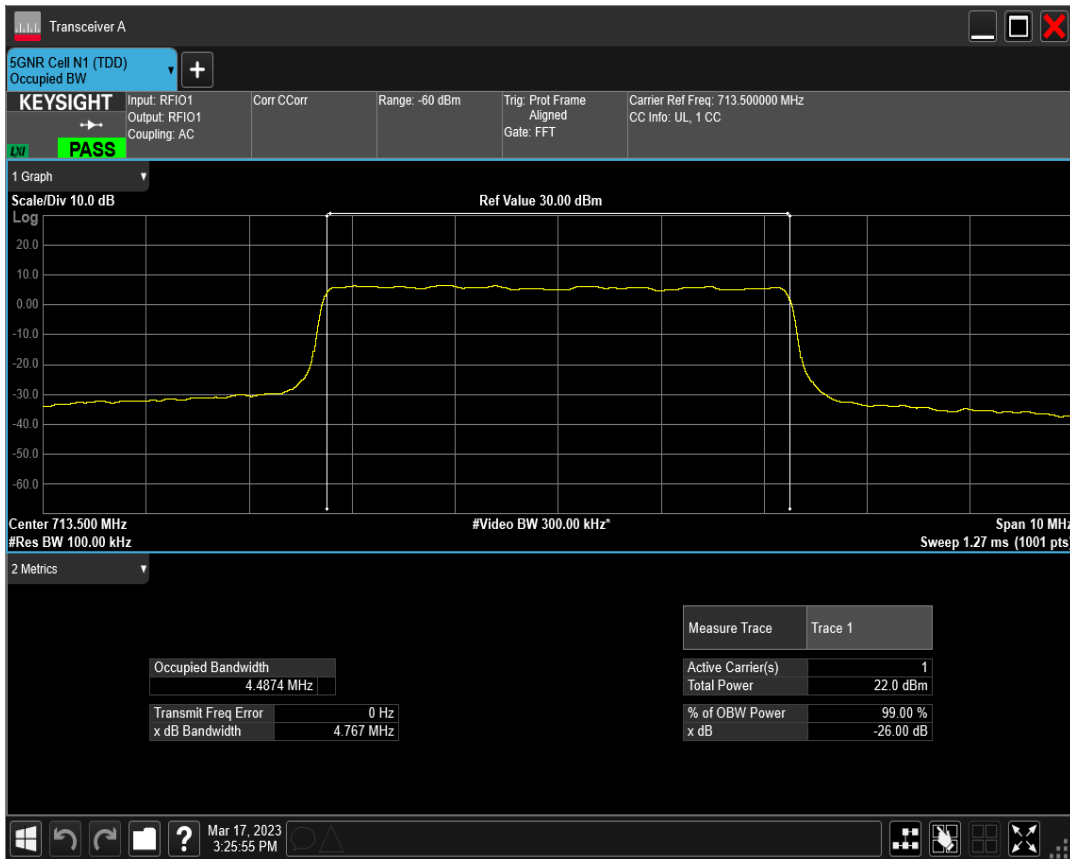 Transceiver A
5GNR Cell N1 (TDD)
Occupied BW
+
KEYSIGHT
LXI
PASS
Input: RFIO1
Output: RFIO1
Coupling: AC
Corr CCorr
Range: -60 dBm
Trig: Prot Frame
Aligned
Gate: FFT
Carrier Ref Freq: 713.500000 MHz
CC Info: UL, 1 CC
1 Graph
Scale/Div 10.0 dB
Ref Value 30.00 dBm
Log
20.0
10.0
0.00
-10.0
-20.0
-30.0
-40.0
-50.0
-60.0
Center 713.500 MHz
#Video BW 300.00 kHz*
Span 10 MHz
#Res BW 100.00 kHz
Sweep 1.27 ms (1001 pts)
2 Metrics
Measure Trace Trace 1
Occupied Bandwidth
4.4874 MHz
Active Carrier(s) 1
Total Power 22.0 dBm
Transmit Freq Error 0 Hz
x dB Bandwidth 4.767 MHz
% of OBW Power 99.00 %
x dB -26.00 dB
?
Mar 17, 2023
3:25:55 PM